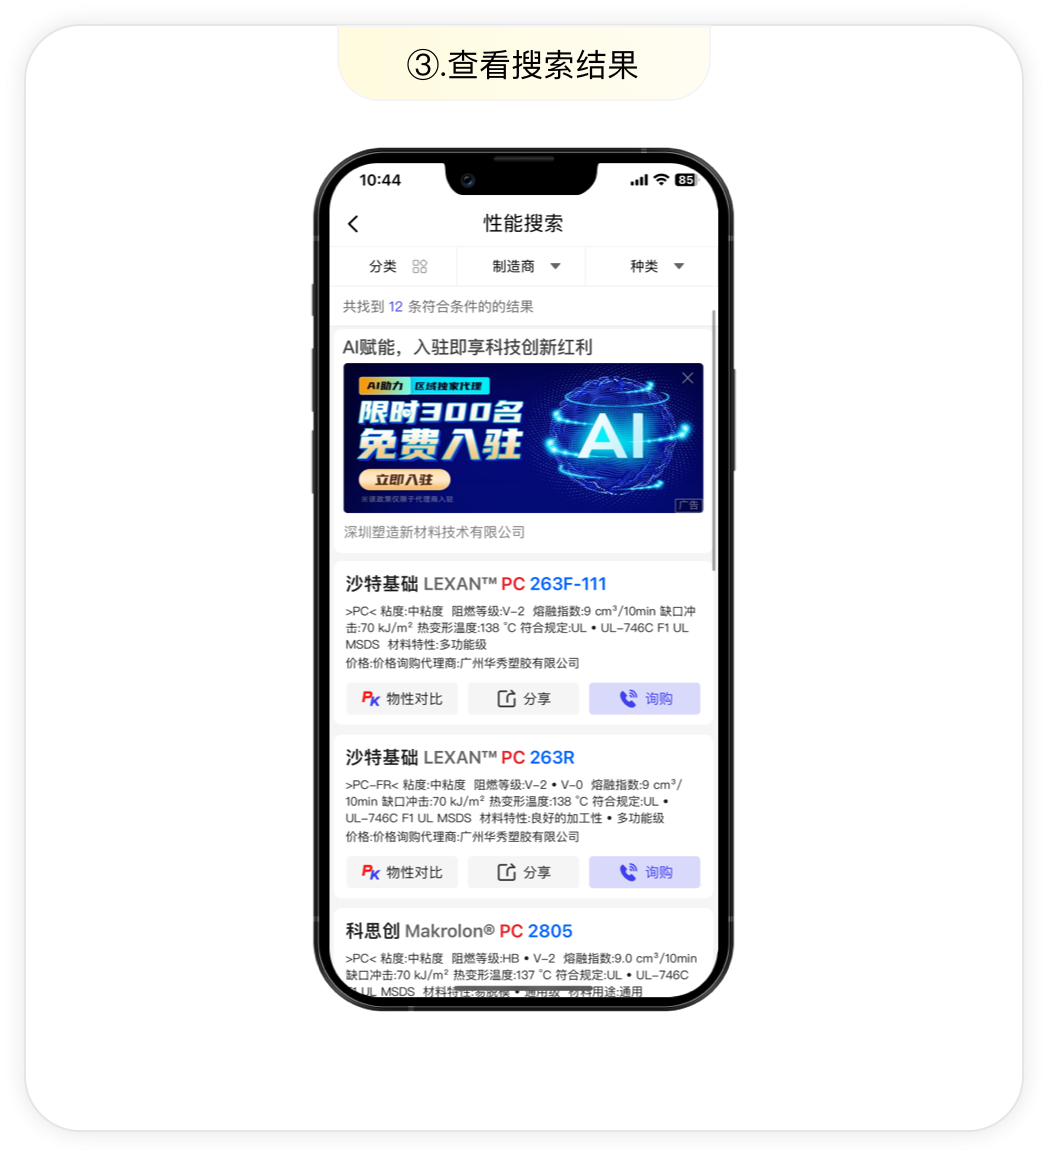 ③.查看搜索结果
10:44
85
性能搜索
分类 制造商 种类
共找到 12 条符合条件的的结果
AI赋能，入驻即享科技创新红利
AI助力 区域独家代理
限时300名
免费入驻
AI
立即入驻
※该政策仅限于代理商入驻
广告
深圳塑造新材料技术有限公司
沙特基础 LEXAN™ PC 263F-111
>PC< 粘度:中粘度 阻燃等级:V-2 熔融指数:9 cm³/10min 缺口冲
击:70 kJ/m² 热变形温度:138 ℃ 符合规定:UL • UL-746C F1 UL
MSDS 材料特性:多功能级
价格:价格询购代理商:广州华秀塑胶有限公司
PK 物性对比 分享 询购
沙特基础 LEXAN™ PC 263R
>PC-FR< 粘度:中粘度 阻燃等级:V-2 • V-0 熔融指数:9 cm³/
10min 缺口冲击:70 kJ/m² 热变形温度:138 ℃ 符合规定:UL •
UL-746C F1 UL MSDS 材料特性:良好的加工性 • 多功能级
价格:价格询购代理商:广州华秀塑胶有限公司
PK 物性对比 分享 询购
科思创 Makrolon® PC 2805
>PC< 粘度:中粘度 阻燃等级:HB • V-2 熔融指数:9.0 cm³/10min
缺口冲击:70 kJ/m² 热变形温度:137 ℃ 符合规定:UL • UL-746C
F1 UL MSDS 材料特性:易脱模 • 通用级 材料用途:通用